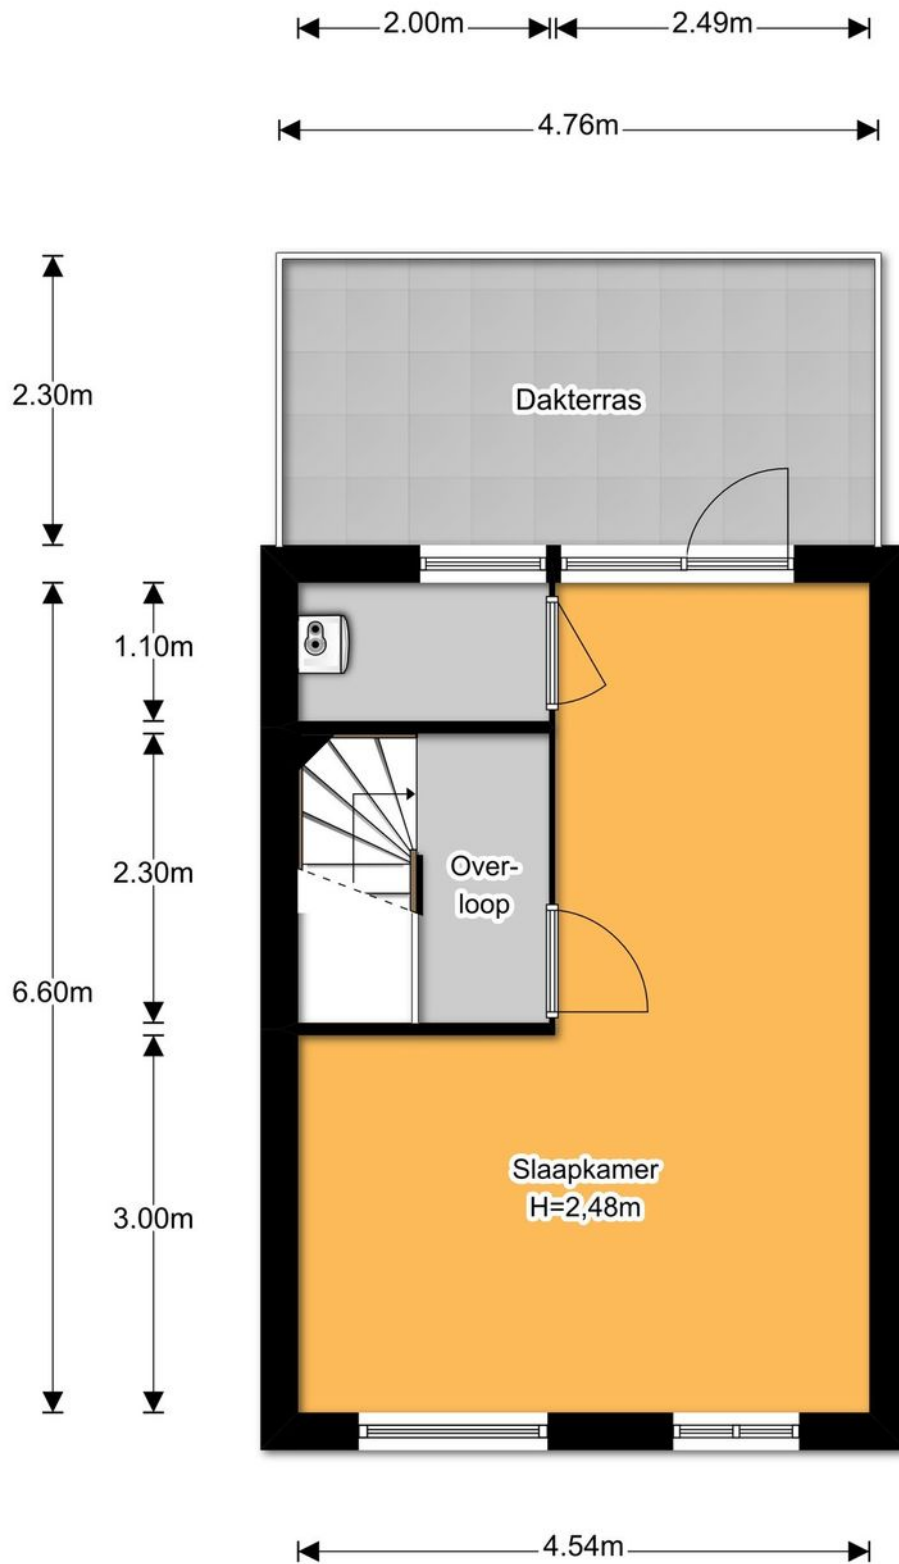 2.00m
2.49m
4.76m
2.30m
Dakterras
1.10m
2.30m
Over-
loop
6.60m
Slaapkamer
H=2,48m
3.00m
4.54m